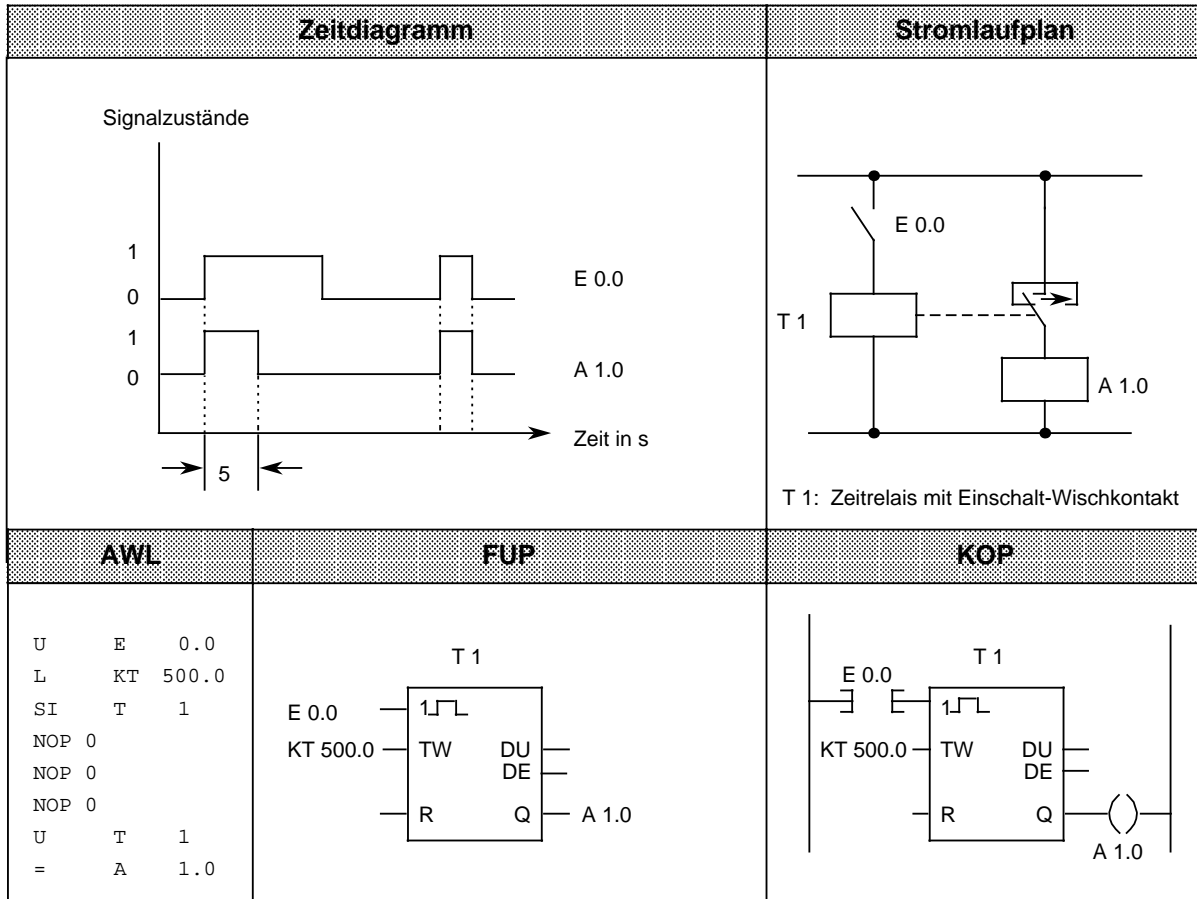 Zeitdiagramm
Stromlaufplan
Signalzustände
1
0
E 0.0
1
0
A 1.0
Zeit in s
5
E 0.0
T 1
A 1.0
T 1: Zeitrelais mit Einschalt-Wischkontakt
AWL
FUP
KOP
U E 0.0
L KT 500.0
SI T 1
NOP 0
NOP 0
NOP 0
U T 1
= A 1.0
T 1
E 0.0
1
KT 500.0
TW
DU
DE
R
Q
A 1.0
T 1
E 0.0
1
KT 500.0
TW
DU
DE
R
Q
A 1.0